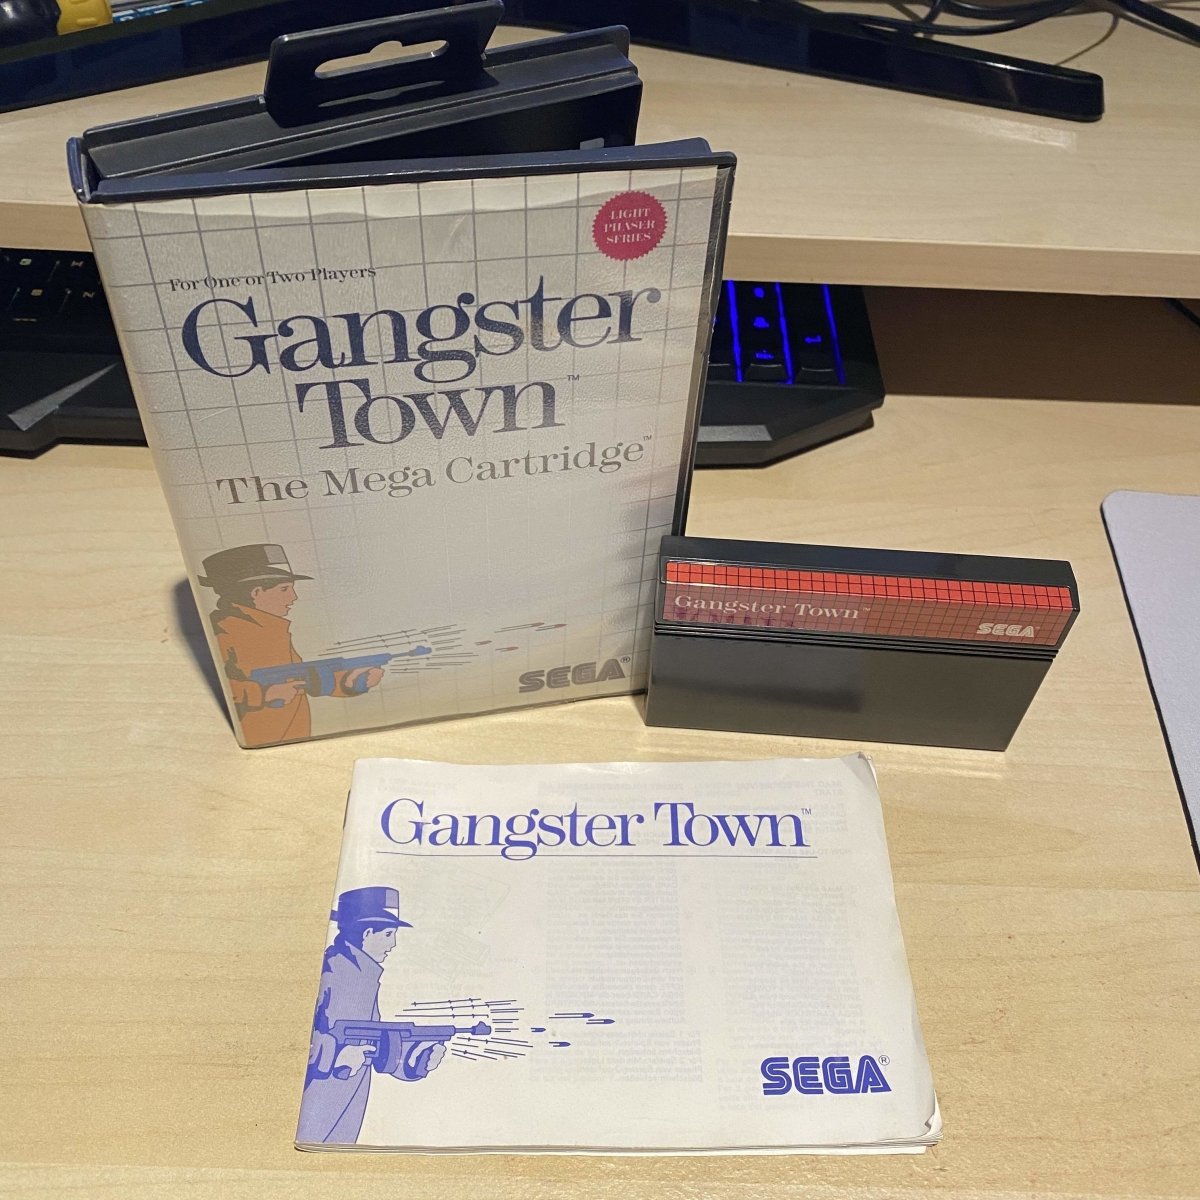 LIGHT
PHASER
SERIES
For One or Two Players
Gangster
Town™
The Mega Cartridge™
SEGA®
Gangster Town™
SEGA®
Gangster Town™
SEGA®